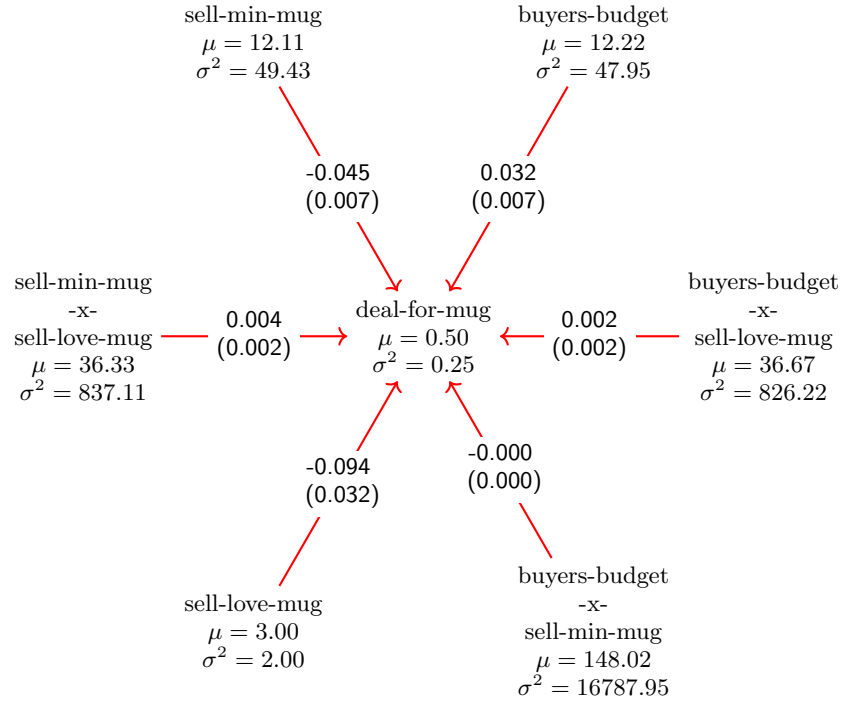 sell-min-mug
μ = 12.11
σ² = 49.43
buyers-budget
μ = 12.22
σ² = 47.95
-0.045
(0.007)
0.032
(0.007)
sell-min-mug
-x-
sell-love-mug
μ = 36.33
σ² = 837.11
0.004
(0.002)
deal-for-mug
μ = 0.50
σ² = 0.25
0.002
(0.002)
buyers-budget
-x-
sell-love-mug
μ = 36.67
σ² = 826.22
-0.094
(0.032)
-0.000
(0.000)
sell-love-mug
μ = 3.00
σ² = 2.00
buyers-budget
-x-
sell-min-mug
μ = 148.02
σ² = 16787.95